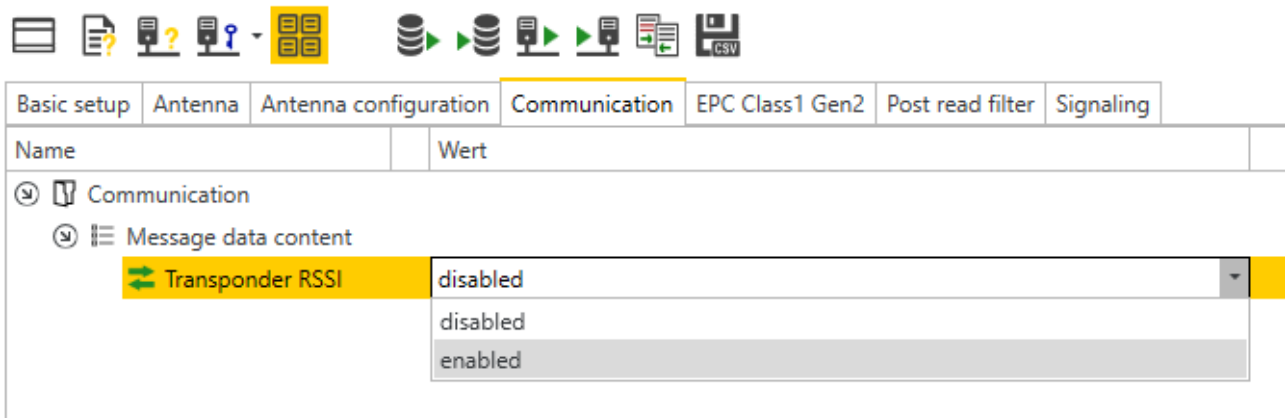 CSV
Basic setup Antenna Antenna configuration Communication EPC Class1 Gen2 Post read filter Signaling
Name Wert
Communication
Message data content
Transponder RSSI disabled
disabled
enabled